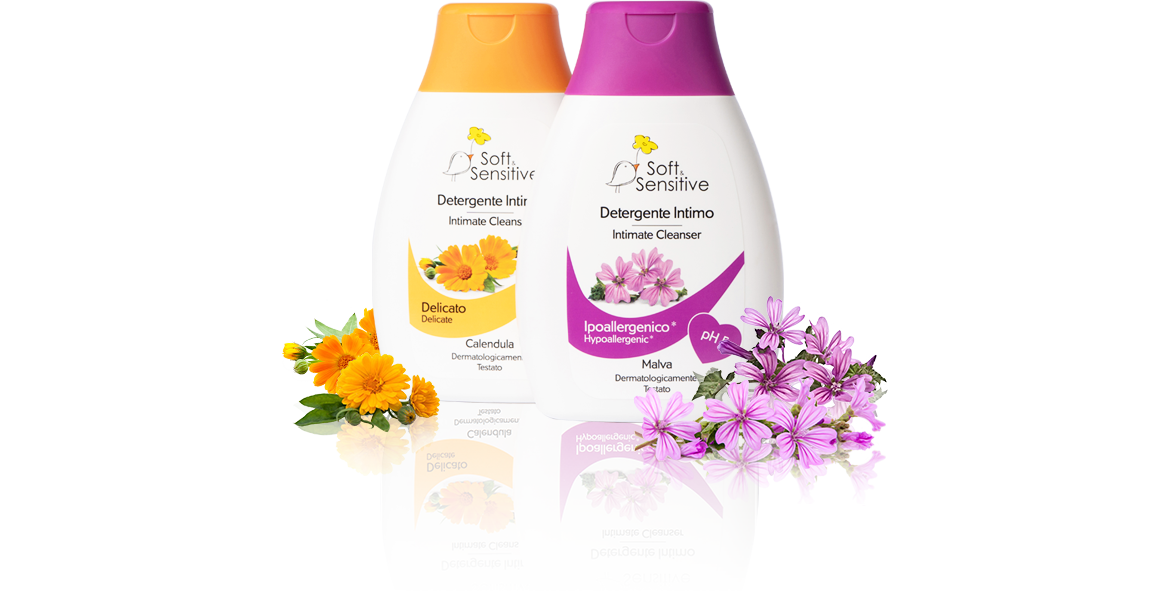 Soft &
Sensitive
Detergente Intir
Intimate Cleans
Delicato
Delicate
Calendula
Dermatologicamen
Testato
Soft &
Sensitive
Detergente Intimo
Intimate Cleanser
Ipoallergenico*
Hypoallergenic*
pH
Malva
Dermatologicamente
Testato